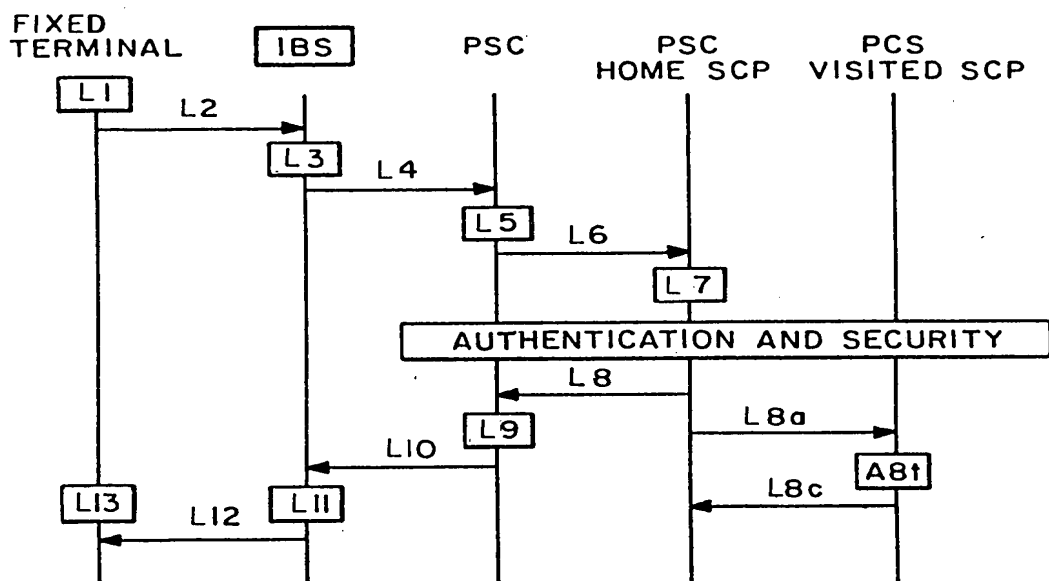 FIXED
TERMINAL
IBS
PSC
PSC
HOME SCP
PCS
VISITED SCP
L1
L2
L3
L4
L5
L6
L7
AUTHENTICATION AND SECURITY
L8
L8a
L9
L10
A8t
L8c
L13
L11
L12